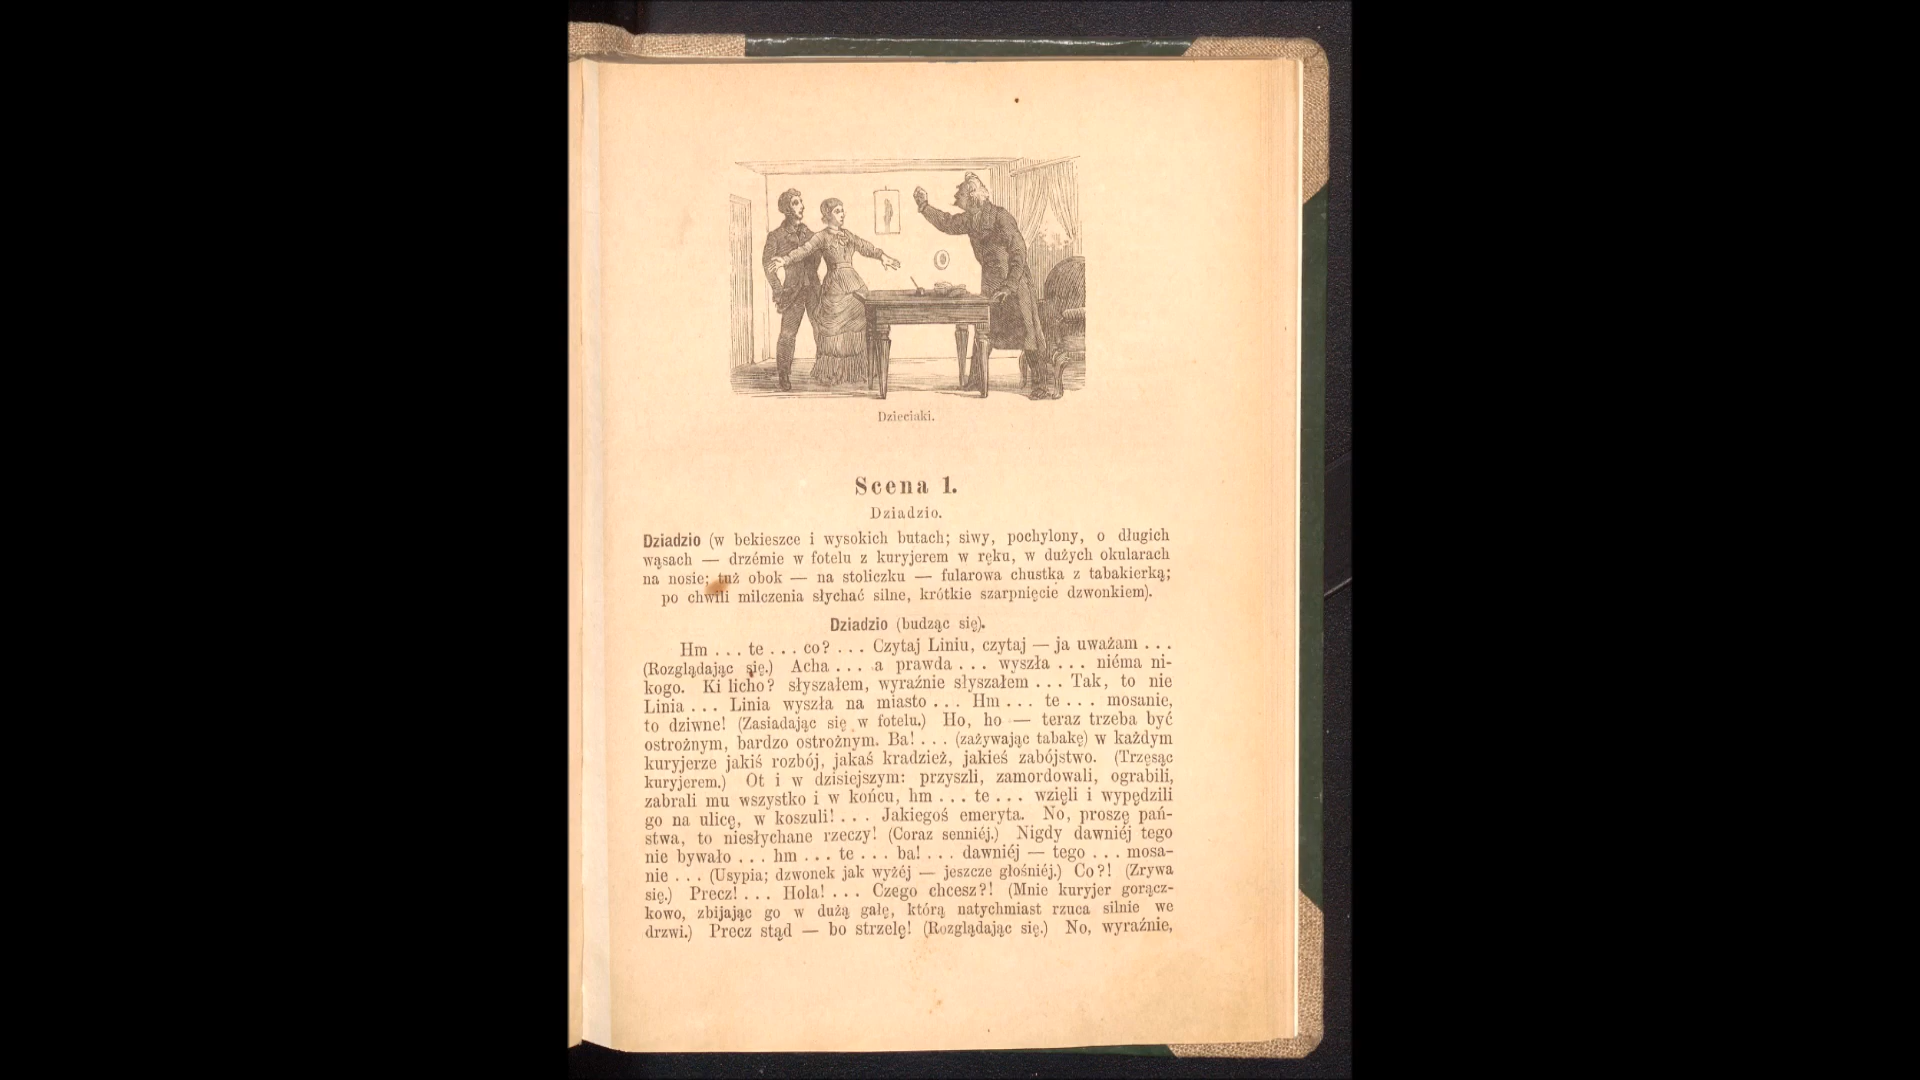 Dzieciaki.
Scena 1.
Dziadzio.
Dziadzio (w bekieszce i wysokich butach; siwy, pochylony, o długich
wąsach — drzémie w fotelu z kuryjerem w ręku, w dużych okularach
na nosie; tuż obok — na stoliczku — fularowa chustka z tabakierką;
po chwili milczenia słychać silne, krótkie szarpnięcie dzwonkiem).
Dziadzio (budząc się).
Hm . . . te . . . co? . . . Czytaj Liniu, czytaj — ja uważam . . .
(Rozglądając się.) Acha . . . a prawda . . . wyszła . . . niéma ni-
kogo. Ki licho? słyszałem, wyraźnie słyszałem . . . Tak, to nie
Linia . . . Linia wyszła na miasto . . . Hm . . . te . . . mosanie,
to dziwne! (Zasiadając się w fotelu.) Ho, ho — teraz trzeba być
ostrożnym, bardzo ostrożnym. Ba! . . . (zażywając tabakę) w każdym
kuryjerze jakiś rozbój, jakaś kradzież, jakieś zabójstwo. (Trzęsąc
kuryjerem.) Ot i w dzisiejszym: przyszli, zamordowali, ograbili,
zabrali mu wszystko i w końcu, hm . . . te . . . wzięli i wypędzili
go na ulicę, w koszuli! . . . Jakiegoś emeryta. No, proszę pań-
stwa, to niesłychane rzeczy! (Coraz senniéj.) Nigdy dawniéj tego
nie bywało . . . hm . . . te . . . ba! . . . dawniéj — tego . . . mosa-
nie . . . (Usypia; dzwonek jak wyżéj — jeszcze głośniéj.) Co?! (Zrywa
się.) Precz! . . . Hola! . . . Czego chcesz?! (Mnie kuryjer gorącz-
kowo, zbijając go w dużą gałę, którą natychmiast rzuca silnie we
drzwi.) Precz stąd — bo strzelę! (Rozglądając się.) No, wyraźnie,